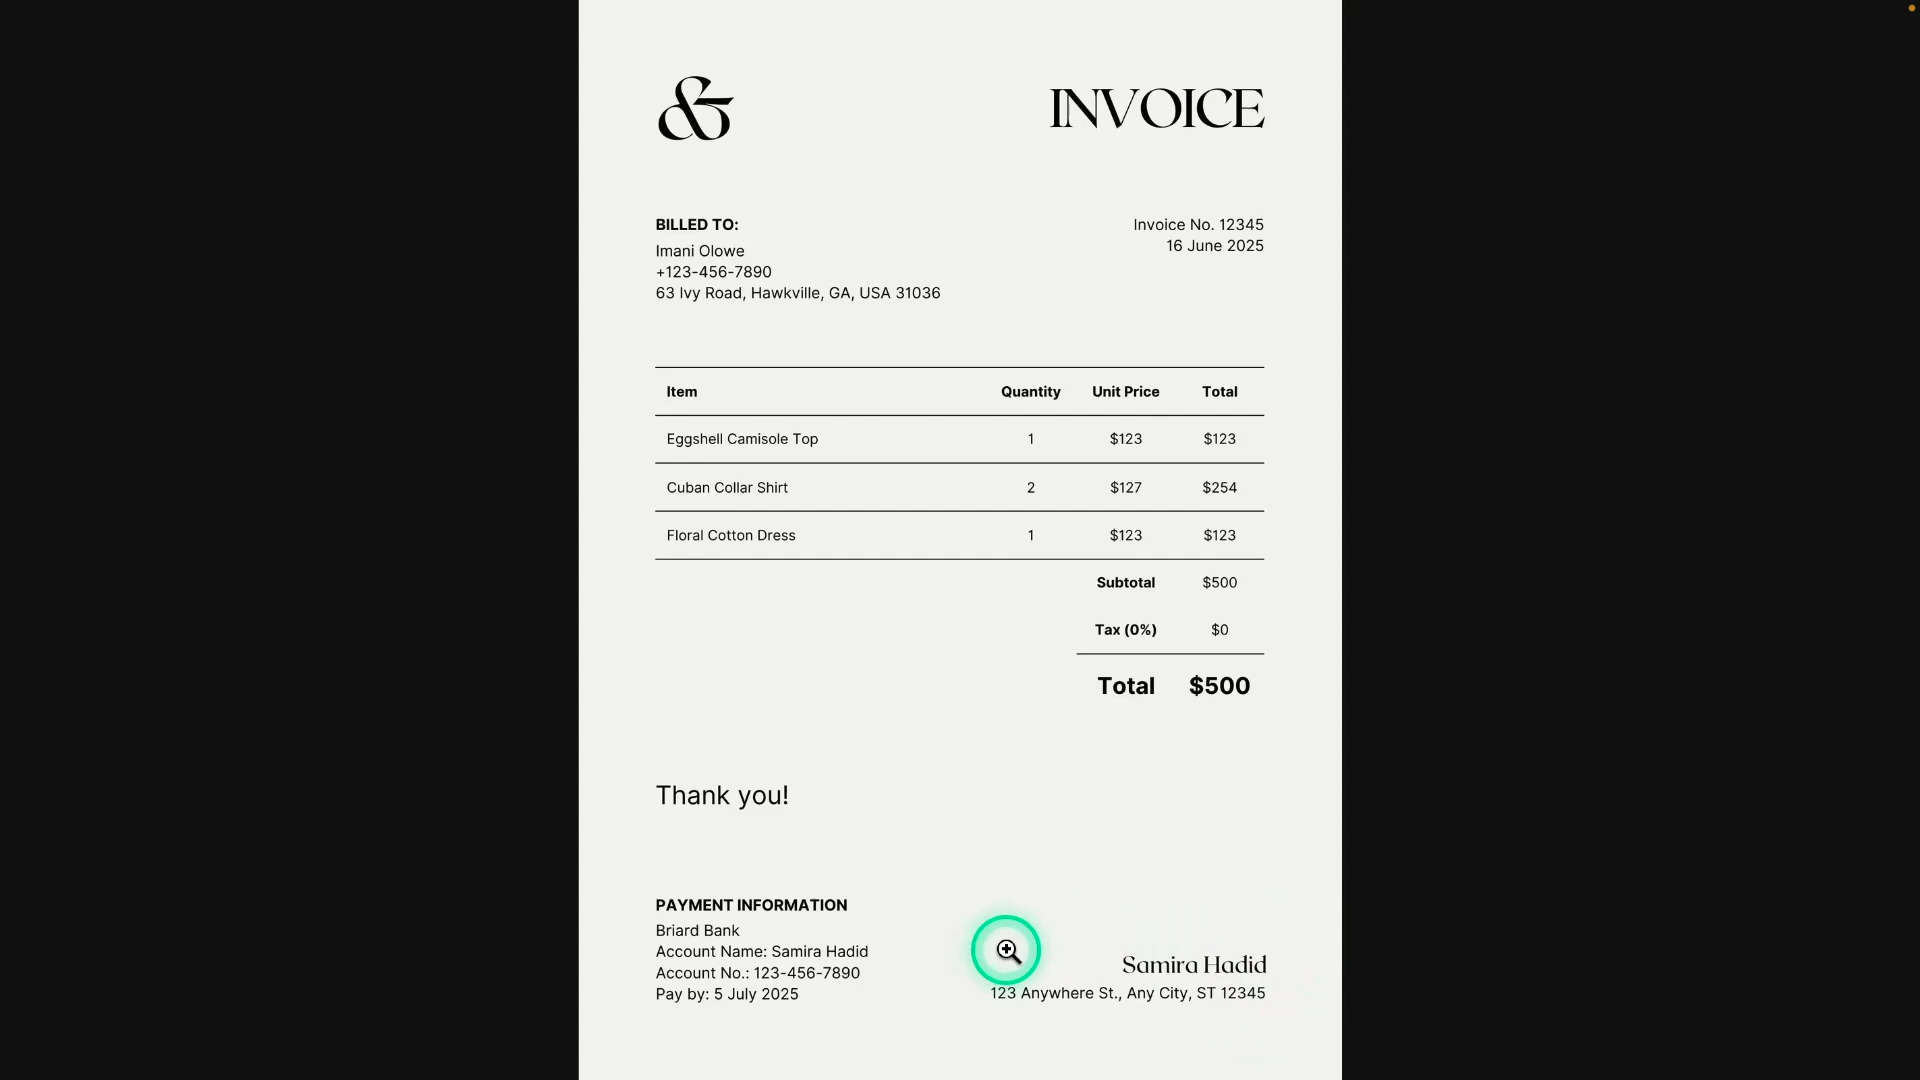 &
INVOICE
BILLED TO:
Imani Olowe
+123-456-7890
63 Ivy Road, Hawkville, GA, USA 31036
Invoice No. 12345
16 June 2025
Item Quantity Unit Price Total
Eggshell Camisole Top 1 $123 $123
Cuban Collar Shirt 2 $127 $254
Floral Cotton Dress 1 $123 $123
Subtotal $500
Tax (0%) $0
Total $500
Thank you!
PAYMENT INFORMATION
Briard Bank
Account Name: Samira Hadid
Account No.: 123-456-7890
Pay by: 5 July 2025
Samira Hadid
123 Anywhere St., Any City, ST 12345